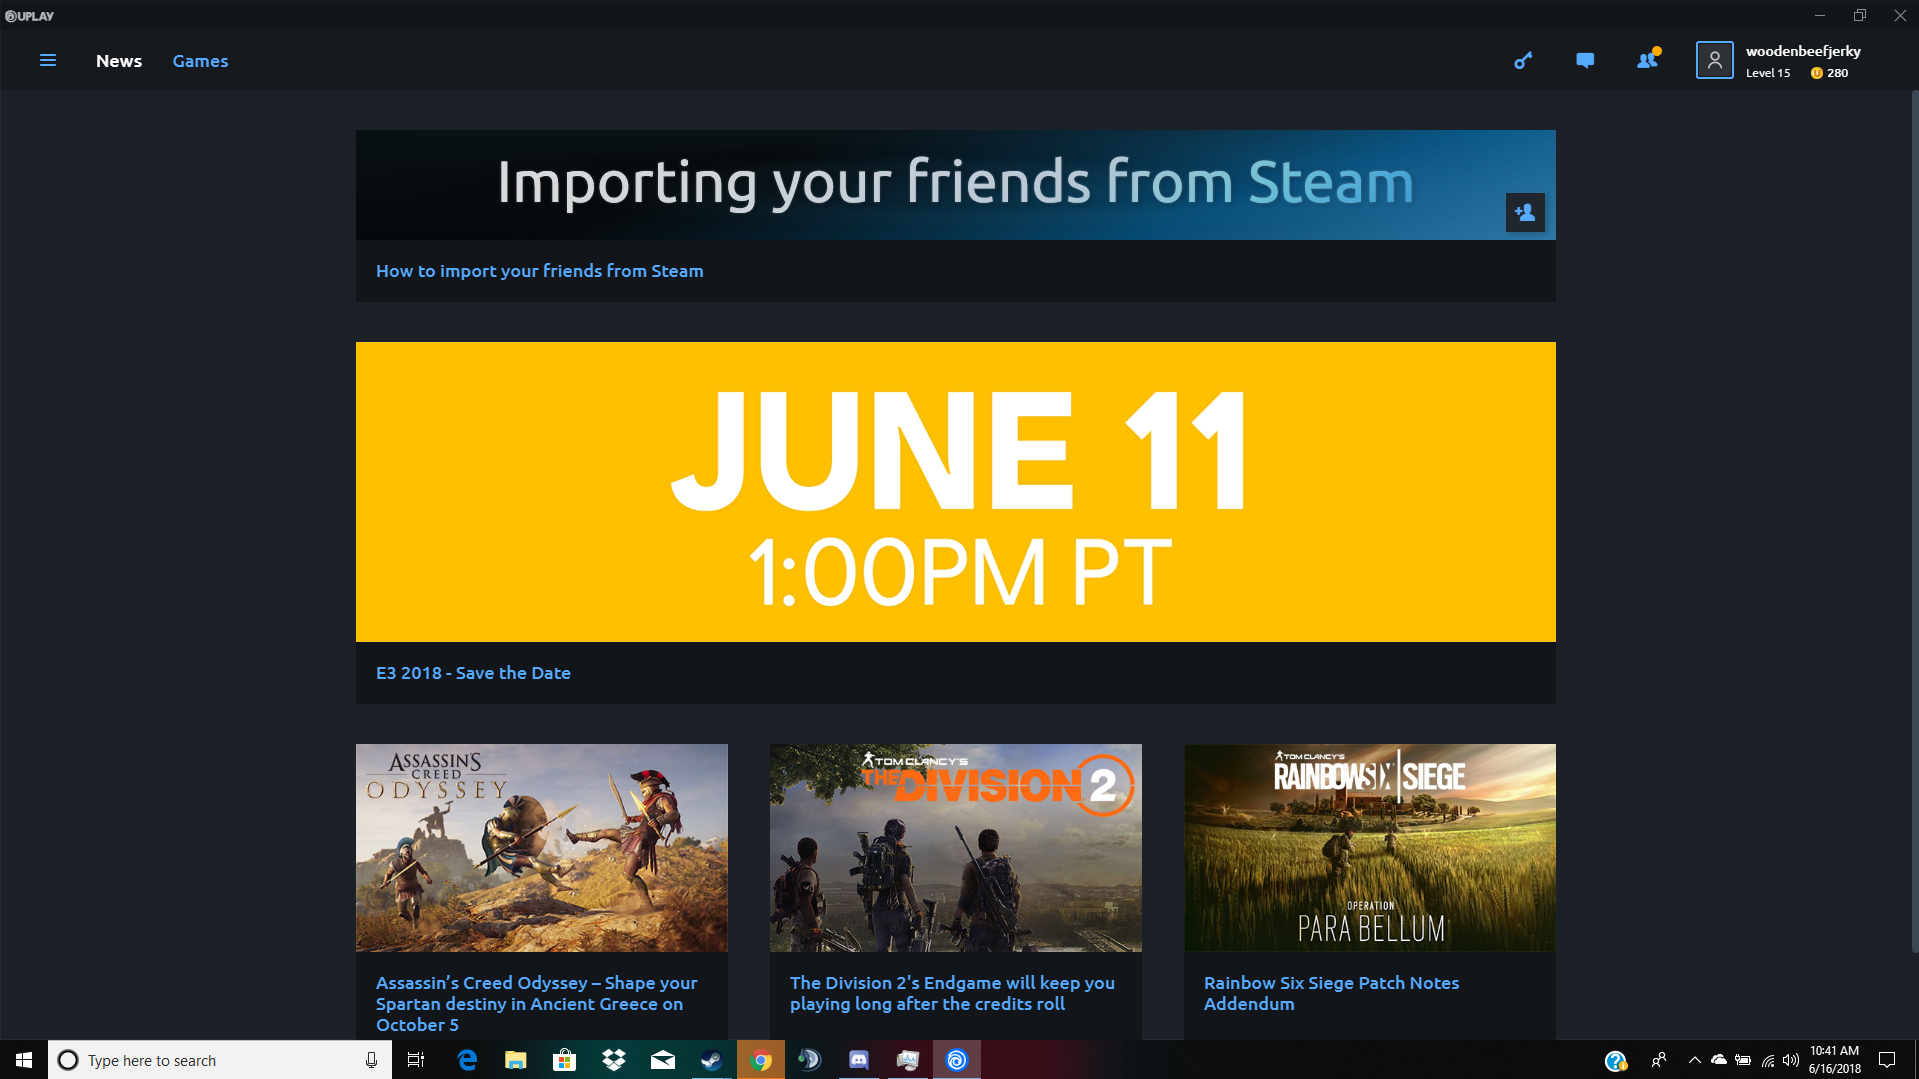 UPLAY
News
Games
woodenbeefjerky
Level 15
280
Importing your friends from Steam
How to import your friends from Steam
JUNE 11
1:00PM PT
E3 2018 - Save the Date
ASSASSIN'S
CREED
ODYSSEY
TOM CLANCY'S
THE DIVISION 2
TOM CLANCY'S
RAINBOW SIX SIEGE
OPERATION
PARA BELLUM
Assassin’s Creed Odyssey – Shape your
Spartan destiny in Ancient Greece on
October 5
The Division 2's Endgame will keep you
playing long after the credits roll
Rainbow Six Siege Patch Notes
Addendum
Type here to search
10:41 AM
6/16/2018